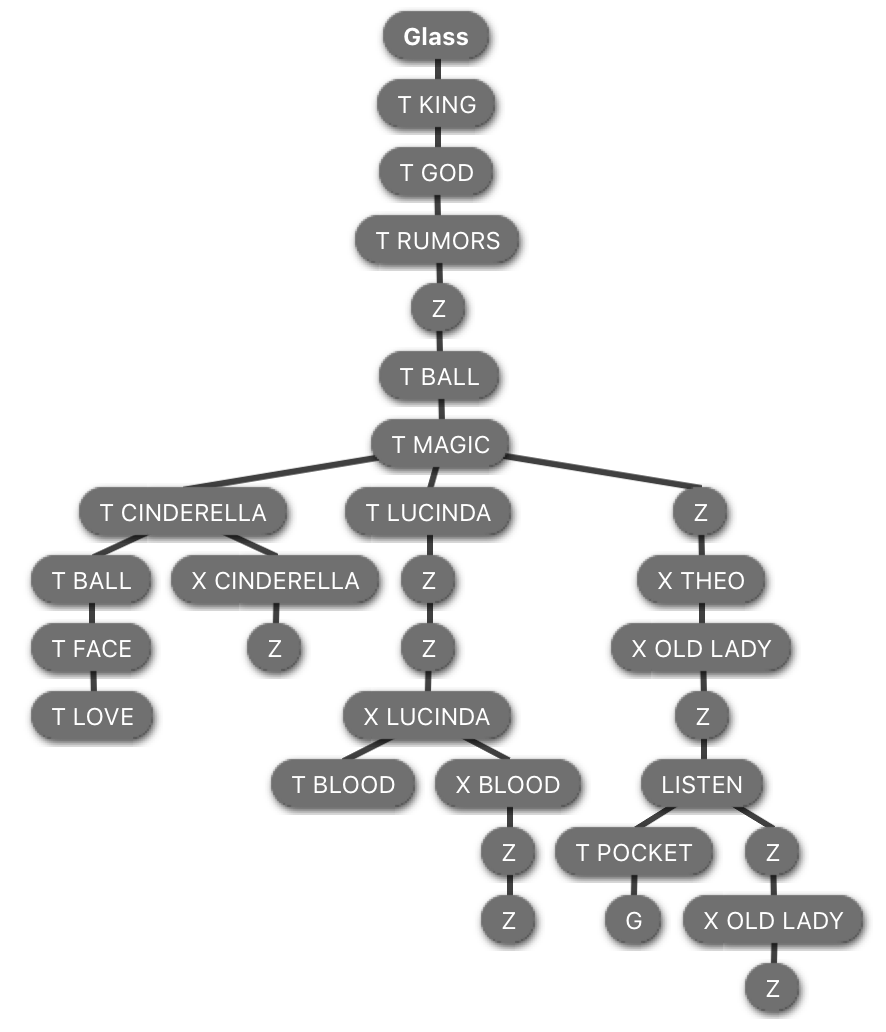 Glass
T KING
T GOD
T RUMORS
Z
T BALL
T MAGIC
T CINDERELLA
T LUCINDA
Z
T BALL
X CINDERELLA
Z
X THEO
T FACE
Z
Z
X OLD LADY
T LOVE
X LUCINDA
Z
T BLOOD
X BLOOD
LISTEN
Z
T POCKET
Z
Z
G
X OLD LADY
Z